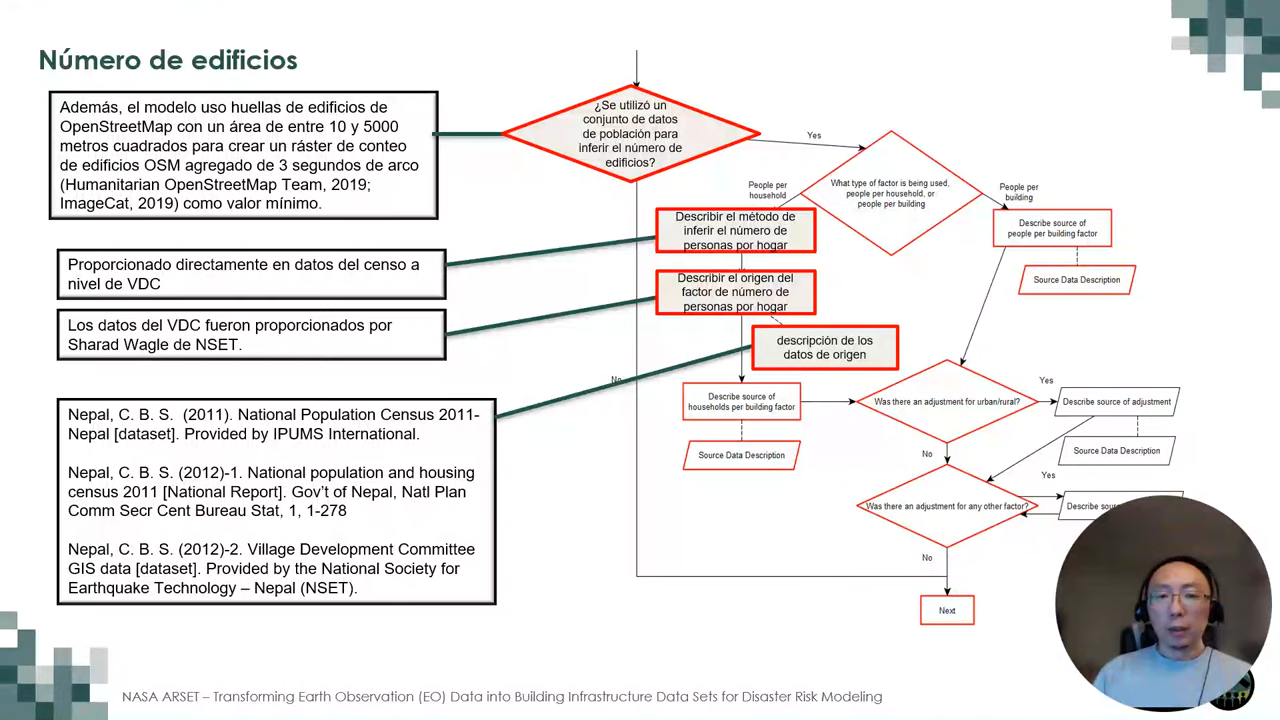 Número de edificios
Además, el modelo uso huellas de edificios de
OpenStreetMap con un área de entre 10 y 5000
metros cuadrados para crear un ráster de conteo
de edificios OSM agregado de 3 segundos de arco
(Humanitarian OpenStreetMap Team, 2019;
ImageCat, 2019) como valor mínimo.
Proporcionado directamente en datos del censo a
nivel de VDC
Los datos del VDC fueron proporcionados por
Sharad Wagle de NSET.
Nepal, C. B. S. (2011). National Population Census 2011-
Nepal [dataset]. Provided by IPUMS International.
Nepal, C. B. S. (2012)-1. National population and housing
census 2011 [National Report]. Gov’t of Nepal, Natl Plan
Comm Secr Cent Bureau Stat, 1, 1-278
Nepal, C. B. S. (2012)-2. Village Development Committee
GIS data [dataset]. Provided by the National Society for
Earthquake Technology – Nepal (NSET).
¿Se utilizó un
conjunto de datos
de población para
inferir el número de
edificios?
Yes
What type of factor is being used,
people per household, or
people per building
People per
household
People per
building
Describir el método de
inferir el número de
personas por hogar
Describe source of
people per building factor
Source Data Description
Describir el origen del
factor de número de
personas por hogar
descripción de los
datos de origen
No
Describe source of
households per building factor
Source Data Description
Was there an adjustment for urban/rural?
Yes
Describe source of adjustment
Source Data Description
No
Was there an adjustment for any other factor?
Yes
Describe
No
Next
NASA ARSET – Transforming Earth Observation (EO) Data into Building Infrastructure Data Sets for Disaster Risk Modeling